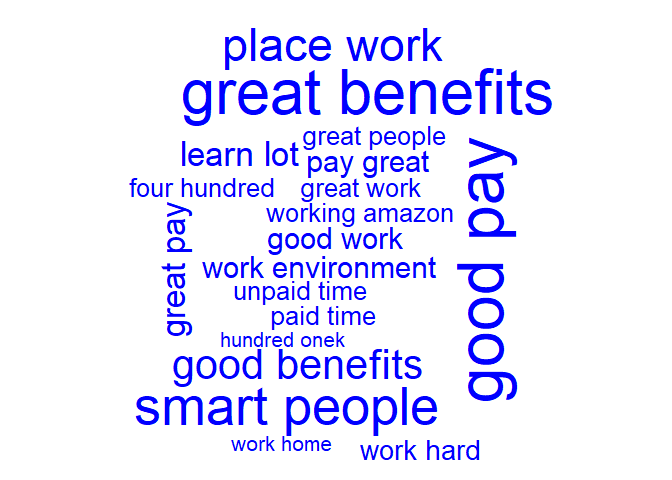 place work
great benefits
great people
learn lot
pay great
four hundred
great work
working amazon
good work
great pay
good pay
work environment
unpaid time
paid time
hundred onek
good benefits
smart people
work home
work hard